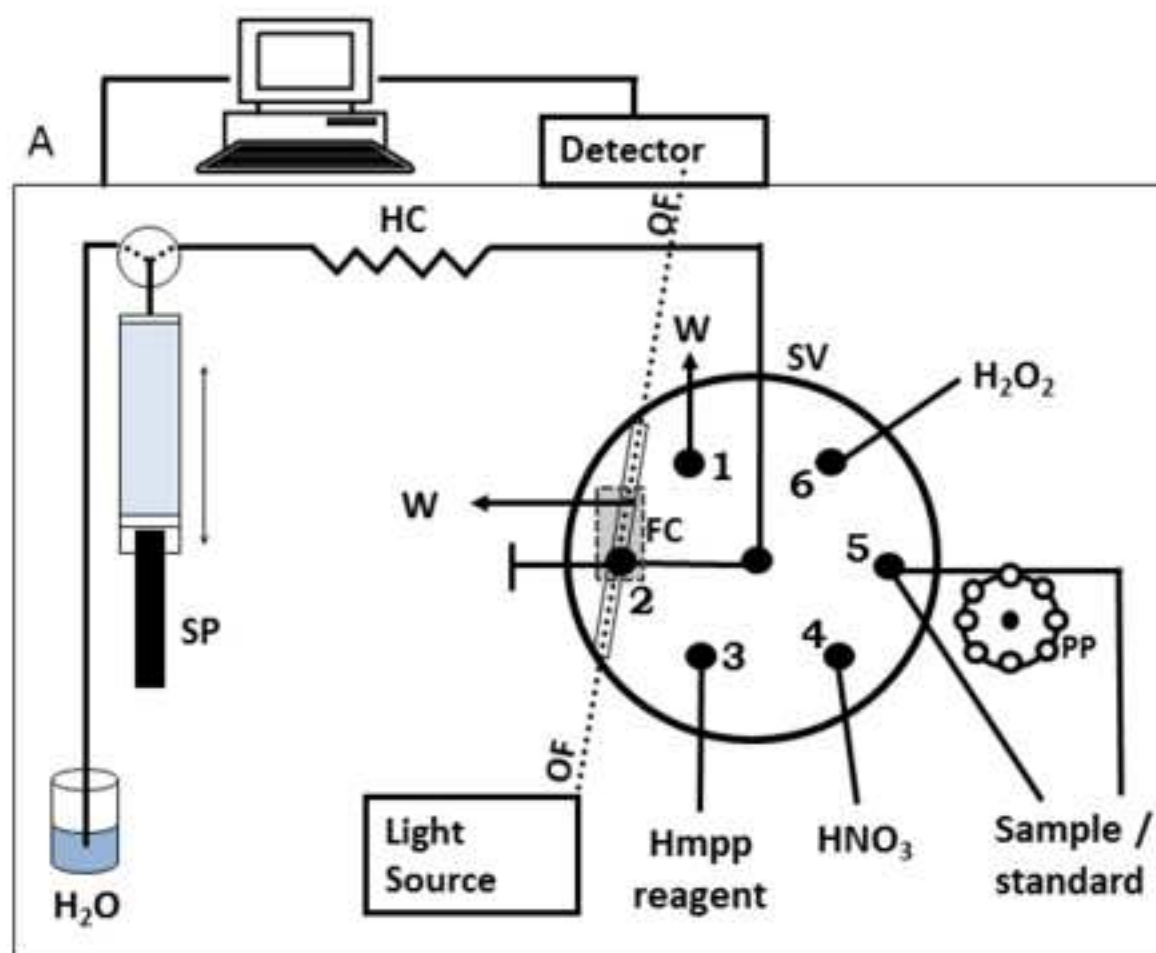 A
Detector
HC
OF
W
SV
H₂O₂
1
6
W
FC
5
2
SP
3
4
PP
OF
Light
Source
Hmpp
reagent
HNO₃
Sample /
standard
H₂O